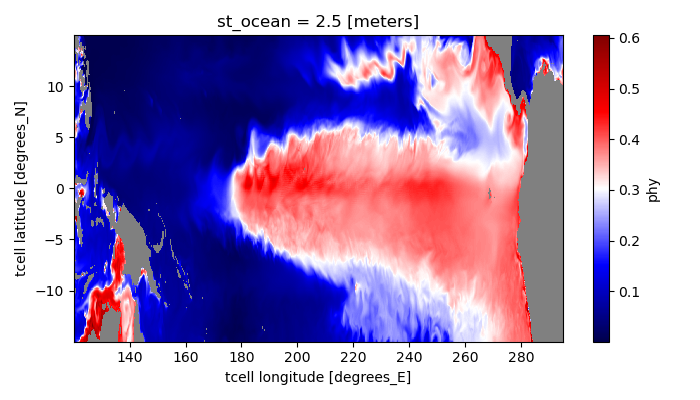 st_ocean = 2.5 [meters]
10
5
0
−5
−10
tcell latitude [degrees_N]
140 160 180 200 220 240 260 280
tcell longitude [degrees_E]
0.6
0.5
0.4
0.3
0.2
0.1
phy